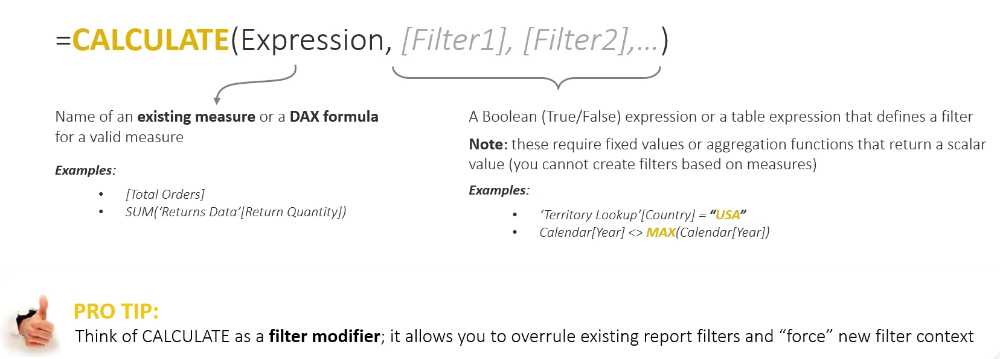 =CALCULATE(Expression, [Filter1], [Filter2],...)
Name of an existing measure or a DAX formula
for a valid measure
Examples:
• [Total Orders]
• SUM(‘Returns Data’[Return Quantity])
A Boolean (True/False) expression or a table expression that defines a filter
Note: these require fixed values or aggregation functions that return a scalar
value (you cannot create filters based on measures)
Examples:
• ‘Territory Lookup’[Country] = “USA”
• Calendar[Year] <> MAX(Calendar[Year])
PRO TIP:
Think of CALCULATE as a filter modifier; it allows you to overrule existing report filters and “force” new filter context